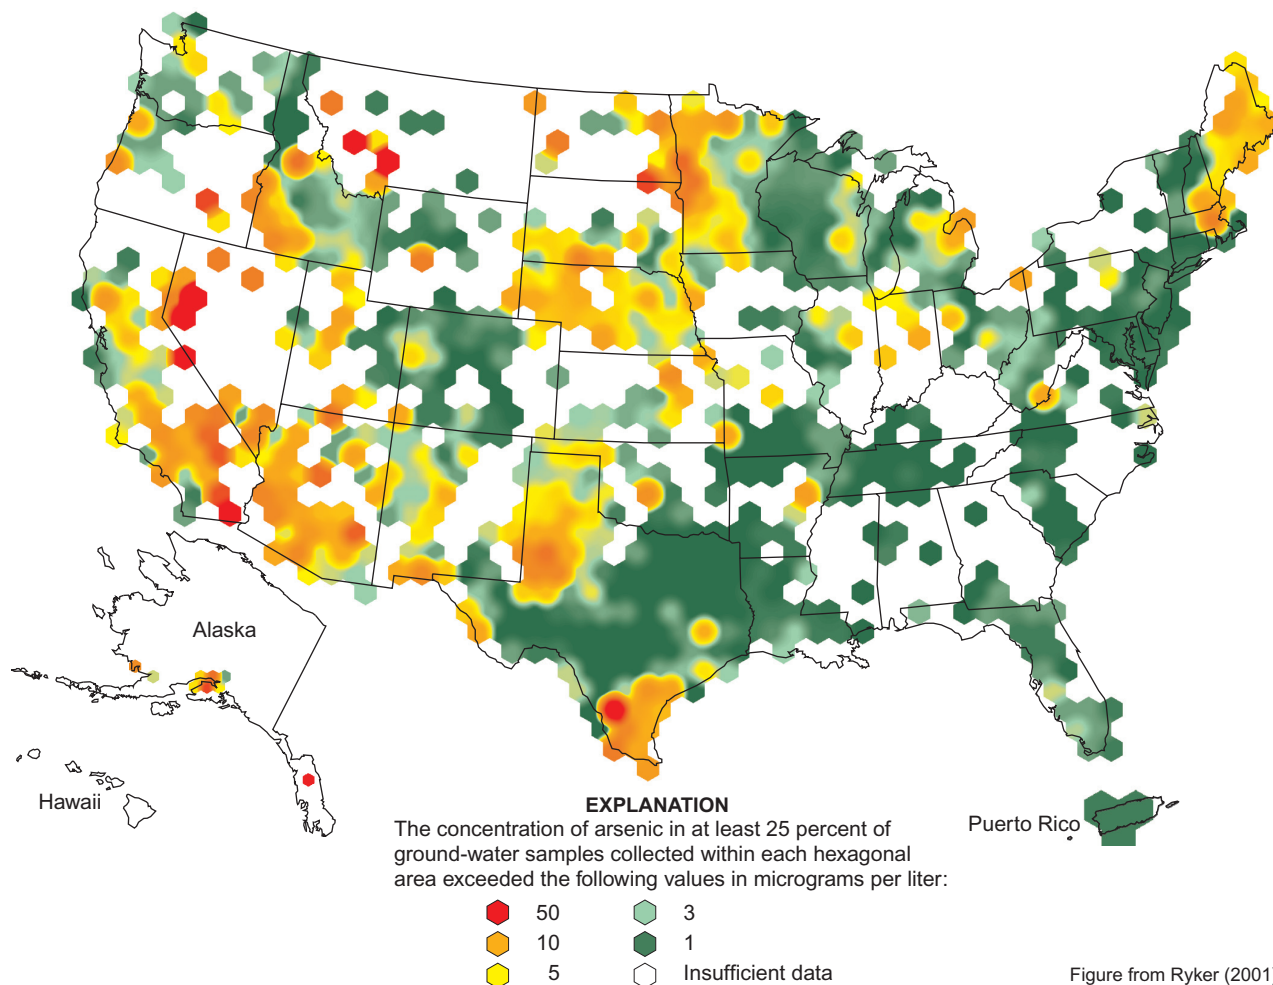 Alaska
Hawaii
Puerto Rico
EXPLANATION
The concentration of arsenic in at least 25 percent of
ground-water samples collected within each hexagonal
area exceeded the following values in micrograms per liter:
50
3
10
1
5
Insufficient data
Figure from Ryker (2001)